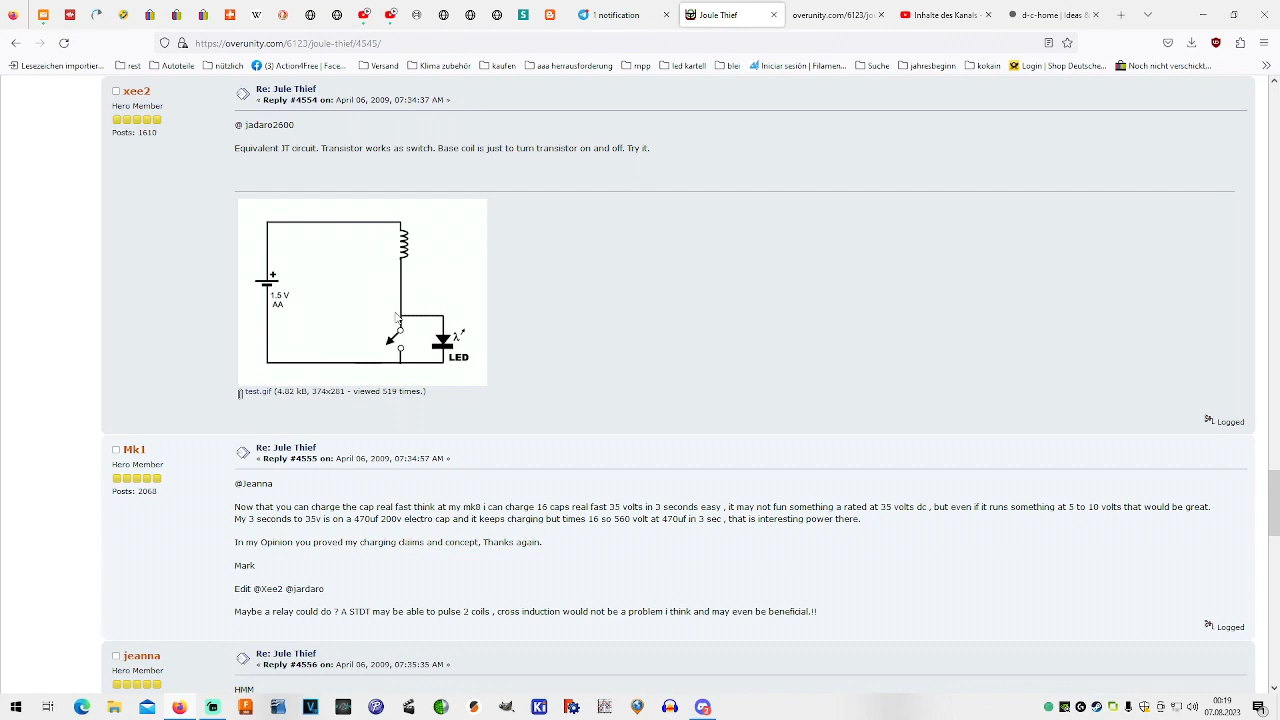 1 notification
Joule Thief
overunity.com/6123/jc
Inhalte des Kanals -
d-c-honda - Ideacc
https://overunity.com/6123/joule-thief/4545/
Lesezeichen importier...
rest
Autoteile
nützlich
(3) Action4Free | Face...
Versand
Klima zubehör
kaufen
aaa herrausforderung
mpp
led kartell
blei
Iniciar sesión | Filamen...
Suche
jahresbeginn
kokain
Login | Shop Deutsche...
Noch nicht verschickt...
xee2
Hero Member
Posts: 1610
Re: Jule Thief
« Reply #4554 on: April 06, 2009, 07:34:37 AM »
@ jadaro2600
Equivalent JT circuit. Transistor works as switch. Base coil is just to turn transistor on and off. Try it.
+
1.5 V
AA
λ
LED
test.gif (4.82 kB, 374x281 - viewed 519 times.)
Logged
Mk1
Hero Member
Posts: 2068
Re: Jule Thief
« Reply #4555 on: April 06, 2009, 07:34:57 AM »
@Jeanna
Now that you can charge the cap real fast think at my mk8 i can charge 16 caps real fast 35 volts in 3 seconds easy , it may not fun something a rated at 35 volts dc , but even if it runs something at 5 to 10 volts that would be great.
My 3 seconds to 35v is on a 470uf 200v electro cap and it keeps charging but times 16 so 560 volt at 470uf in 3 sec , that is interesting power there.
In my Opinion you proved my charging claims and concept, Thanks again.
Mark
Edit @Xee2 @jardaro
Maybe a relay could do ? A STDT may be able to pulse 2 coils , cross induction would not be a problem i think and may even be beneficial.!!
Logged
jeanna
Hero Member
Re: Jule Thief
« Reply #4556 on: April 06, 2009, 07:35:35 AM »
HMM
00:19
07.08.2023